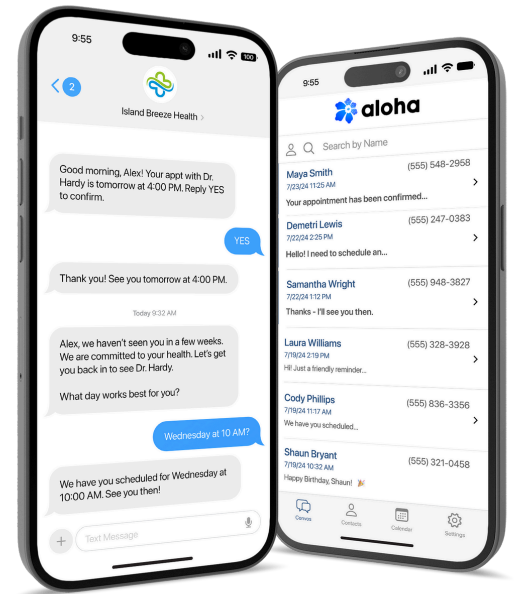 9:55
100
2
Island Breeze Health >
Good morning, Alex! Your appt with Dr.
Hardy is tomorrow at 4:00 PM. Reply YES
to confirm.
YES
Thank you! See you tomorrow at 4:00 PM.
Today 9:32 AM
Alex, we haven't seen you in a few weeks.
We are committed to your health. Let's get
you back in to see Dr. Hardy.
What day works best for you?
Wednesday at 10 AM?
We have you scheduled for Wednesday at
10:00 AM. See you then!
+
Text Message
9:55
aloha
Search by Name
Maya Smith
(555) 548-2958
7/23/24 11:25 AM
Your appointment has been confirmed...
Demetri Lewis
(555) 247-0383
7/22/24 2:25 PM
Hello! I need to schedule an...
Samantha Wright
(555) 948-3827
7/22/24 1:12 PM
Thanks - I'll see you then.
Laura Williams
(555) 328-3928
7/19/24 2:19 PM
Hi! Just a friendly reminder...
Cody Phillips
(555) 836-3356
7/19/24 11:17 AM
We have you scheduled...
Shaun Bryant
(555) 321-0458
7/19/24 10:32 AM
Happy Birthday, Shaun! 🎉
Convos
Contacts
Calendar
Settings